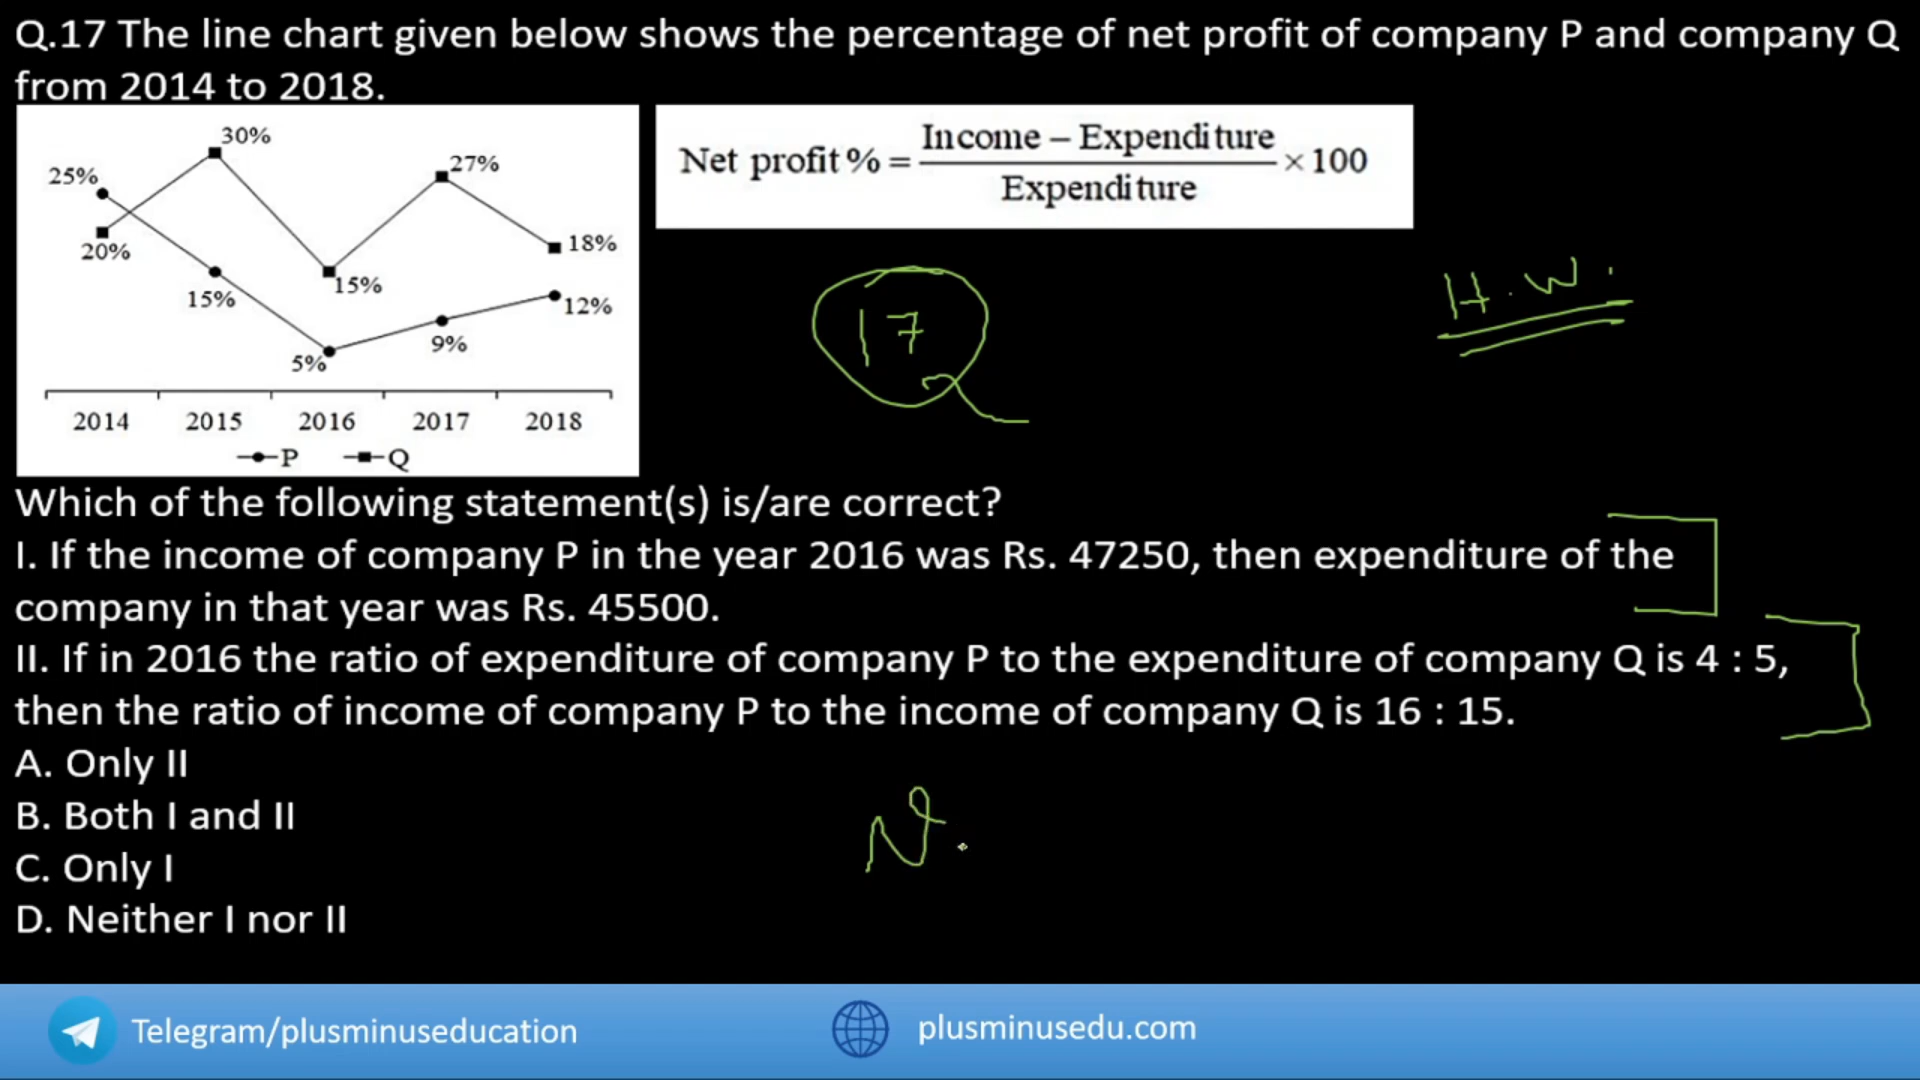 Q.17 The line chart given below shows the percentage of net profit of company P and company Q
from 2014 to 2018.
30%
25%
27%
20%
18%
15%
15%
12%
9%
5%
2014 2015 2016 2017 2018
P Q
Net profit % = Income – Expenditure / Expenditure × 100
17
H.W.
Which of the following statement(s) is/are correct?
I. If the income of company P in the year 2016 was Rs. 47250, then expenditure of the
company in that year was Rs. 45500.
II. If in 2016 the ratio of expenditure of company P to the expenditure of company Q is 4 : 5,
then the ratio of income of company P to the income of company Q is 16 : 15.
A. Only II
B. Both I and II
C. Only I
D. Neither I nor II
Telegram/plusminuseducation
plusminusedu.com